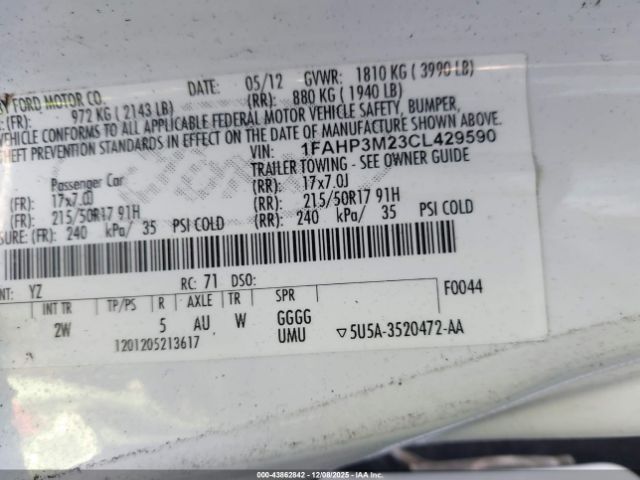 BY FORD MOTOR CO.
DATE: 05/12 GVWR: 1810 KG ( 3990 LB)
(FR): 972 KG ( 2143 LB) (RR): 880 KG ( 1940 LB)
VEHICLE CONFORMS TO ALL APPLICABLE FEDERAL MOTOR VEHICLE SAFETY, BUMPER,
THEFT PREVENTION STANDARDS IN EFFECT ON THE DATE OF MANUFACTURE SHOWN ABOVE.
VIN: 1FAHP3M23CL429590
Passenger Car TRAILER TOWING - SEE OWNER GUIDE
(FR): 17x7.0J (RR): 17x7.0J
(FR): 215/50R17 91H (RR): 215/50R17 91H
SURE: (FR): 240 kPa/ 35 PSI COLD (RR): 240 kPa/ 35 PSI COLD
NT: YZ RC: 71 DSO: F0044
INT TR TP/PS R AXLE TR SPR
2W 5 AU W GGGG
UMU
1201205213617 ▽5U5A-3520472-AA
000-43862842 - 12/08/2025 - IAAI.com